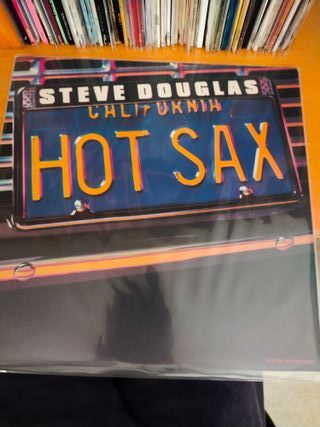 STEVE DOUGLAS
CALIFORNIA
HOT SAX